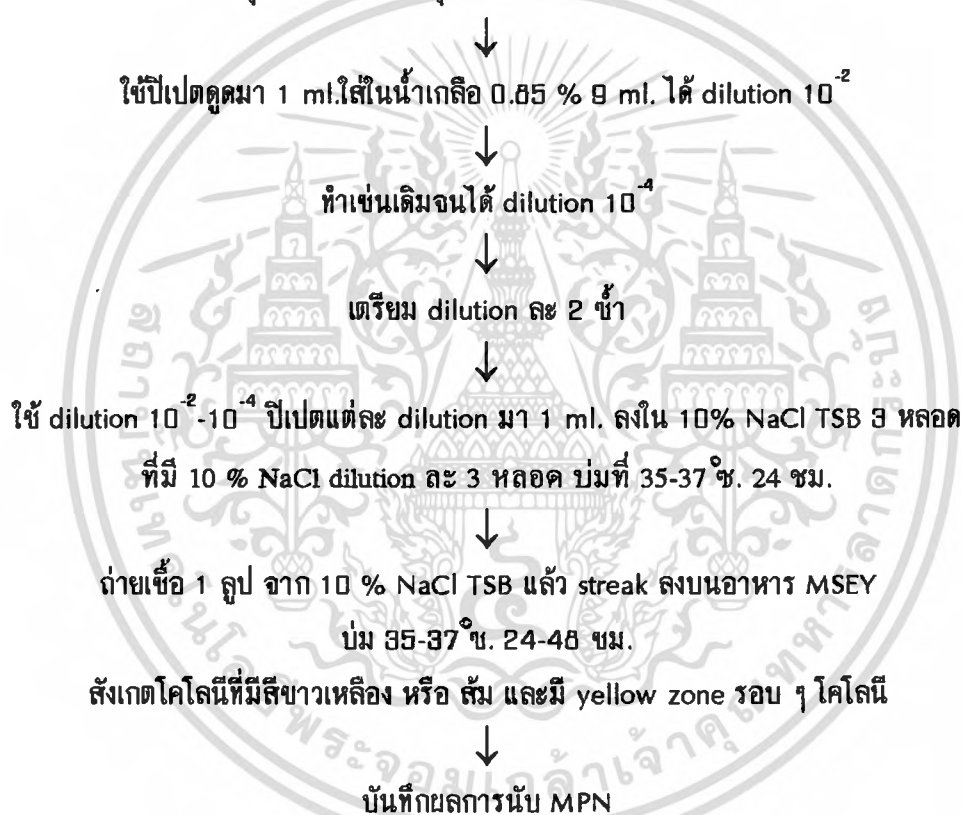 ↓
ใช้ปิเปตดูดมา 1 ml.ใส่ในน้ำเกลือ 0.85 % 9 ml. ได้ dilution 10⁻²
↓
ทำเช่นเดิมจนได้ dilution 10⁻⁴
↓
เตรียม dilution ละ 2 ซ้ำ
↓
ใช้ dilution 10⁻²-10⁻⁴ ปิเปตแต่ละ dilution มา 1 ml. ลงใน 10% NaCl TSB 3 หลอด
ที่มี 10 % NaCl dilution ละ 3 หลอด บ่มที่ 35-37 °ซ. 24 ชม.
↓
ถ่ายเชื้อ 1 ลูป จาก 10 % NaCl TSB แล้ว streak ลงบนอาหาร MSEY
บ่ม 35-37 °ซ. 24-48 ชม.
สังเกตโคโลนีที่มีสีขาวเหลือง หรือ ส้ม และมี yellow zone รอบ ๆ โคโลนี
↓
บันทึกผลการนับ MPN